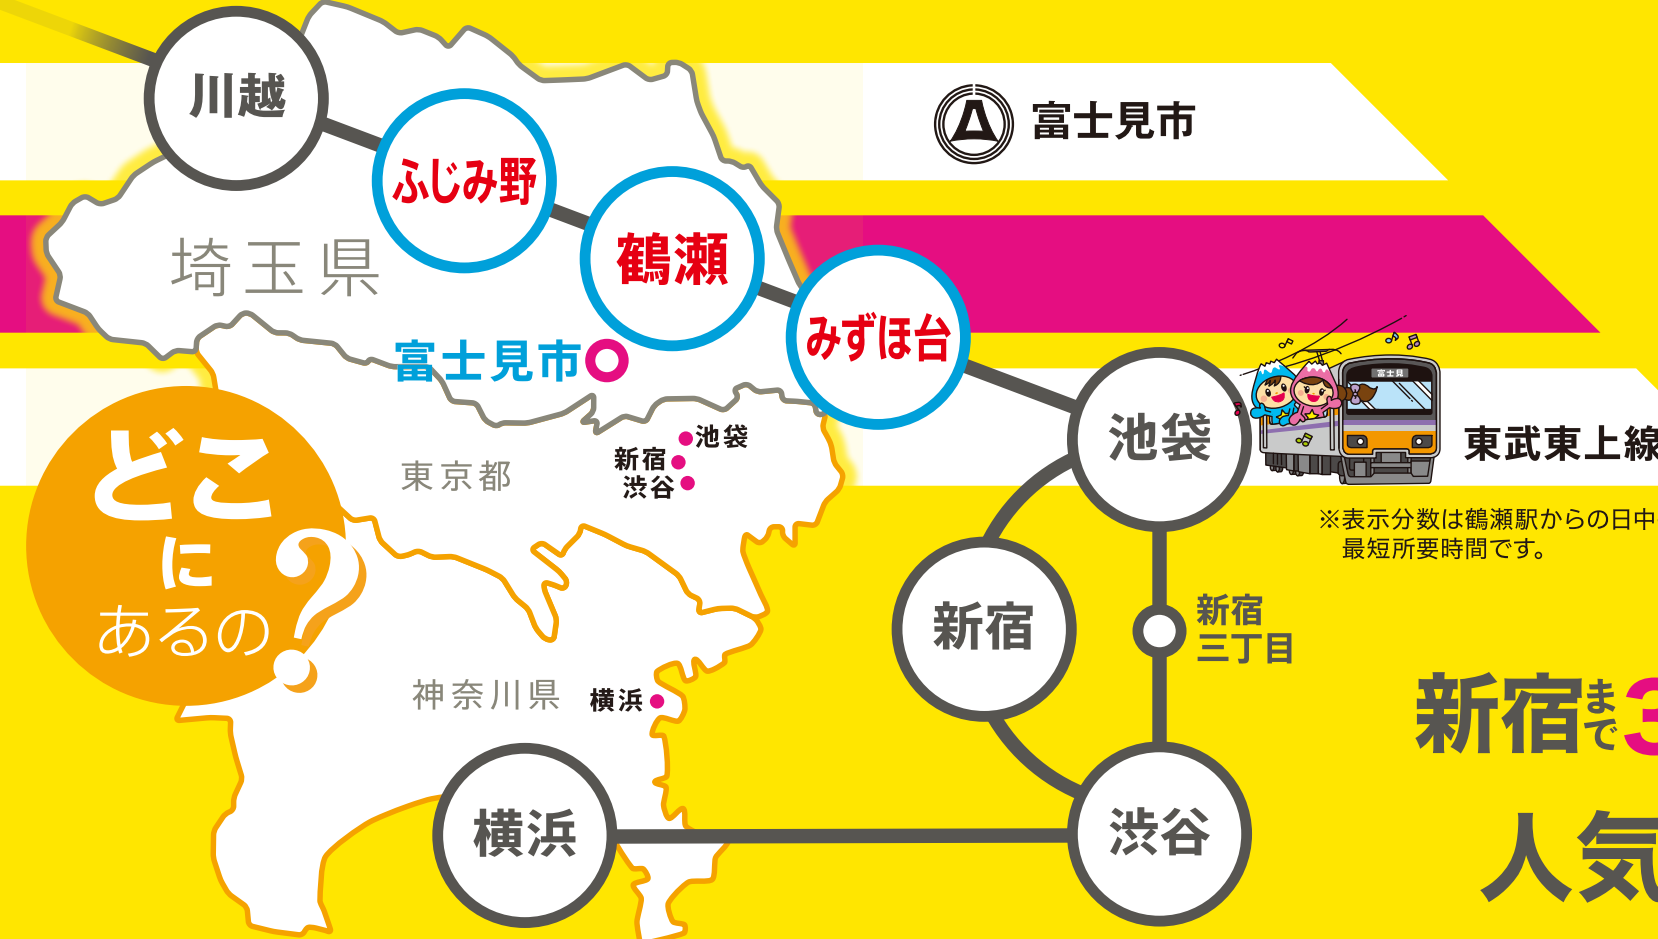 川越
ふじみ野
鶴瀬
みずほ台
富士見市
埼玉県
富士見市
池袋
新宿
渋谷
東京都
どこ
に
あるの?
神奈川県
横浜
池袋
富士見
東武東上線
※表示分数は鶴瀬駅からの日中
最短所要時間です。
新宿
新宿
三丁目
横浜
渋谷
新宿まで3
人気